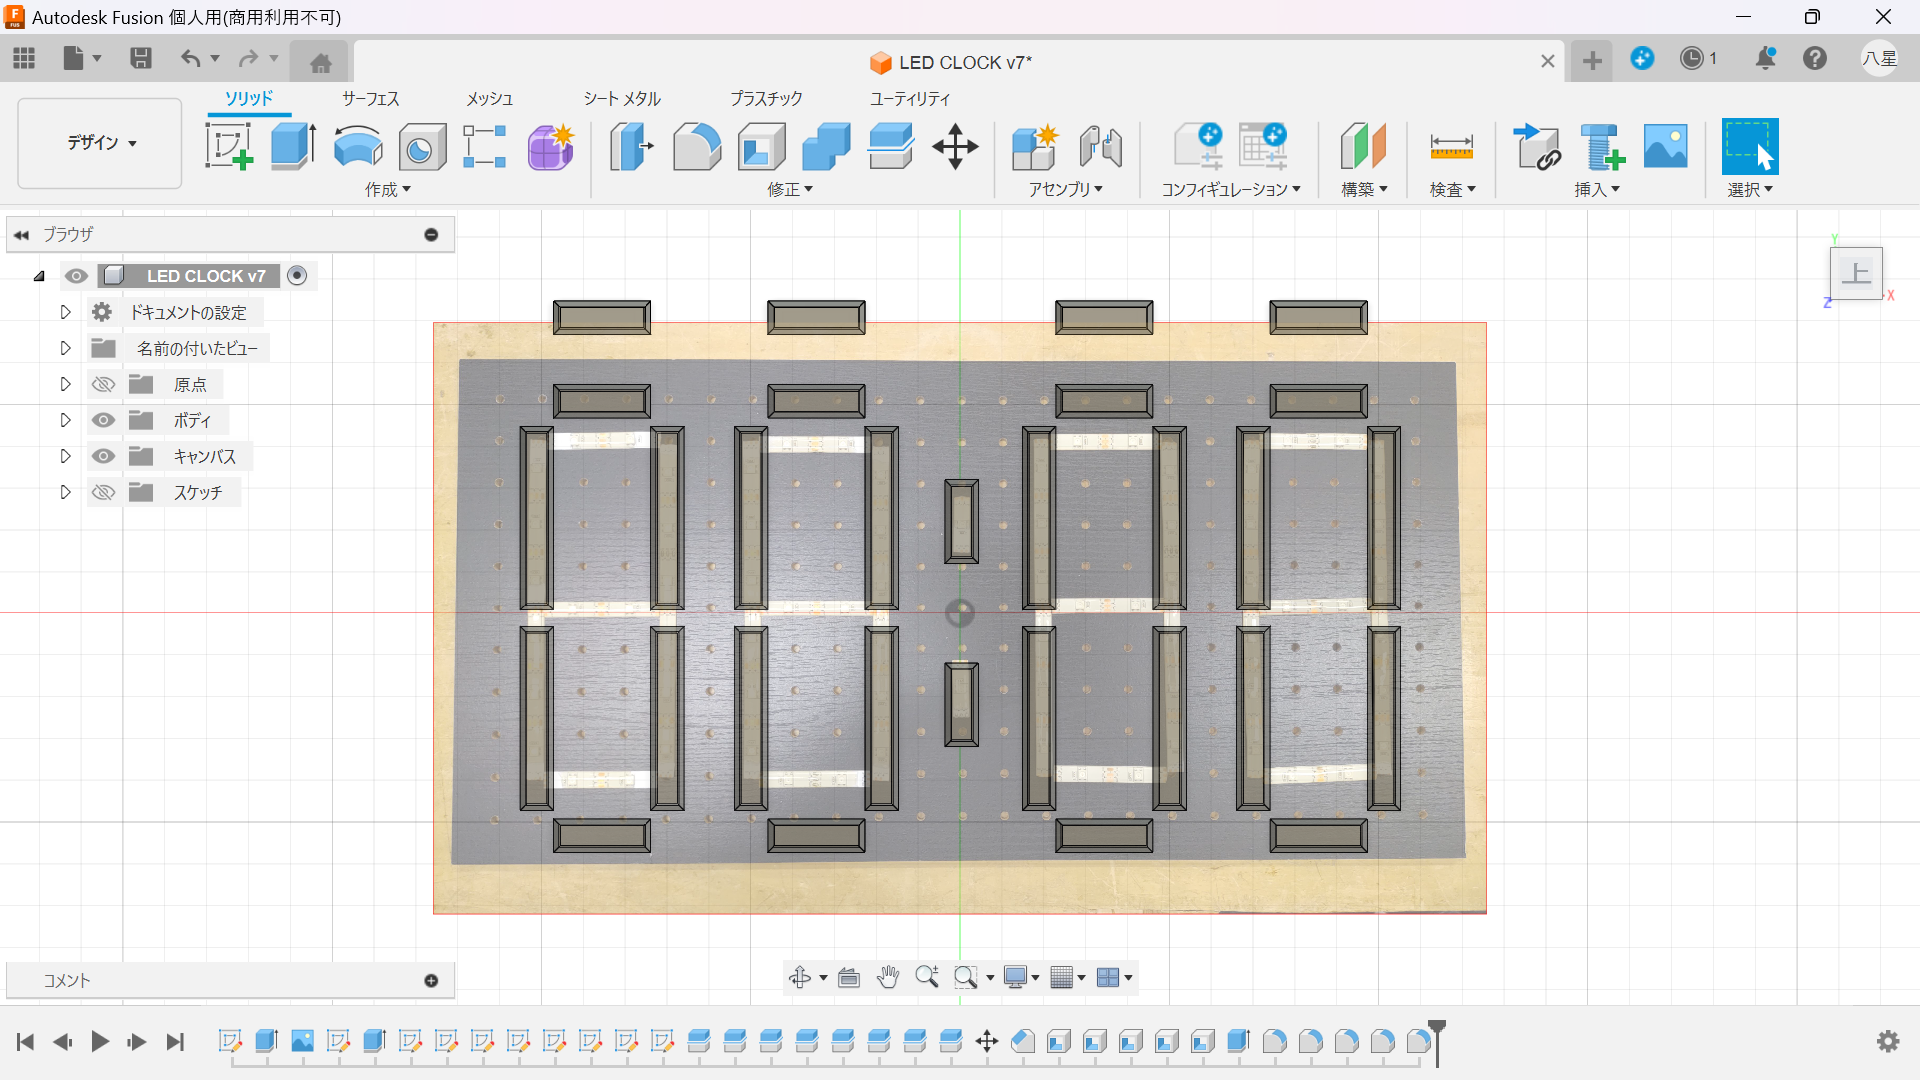 Autodesk Fusion 個人用(商用利用不可)
LED CLOCK v7*
1
八星
デザイン
ソリッド
サーフェス
メッシュ
シート メタル
プラスチック
ユーティリティ
作成
修正
アセンブリ
コンフィギュレーション
構築
検査
挿入
選択
ブラウザ
LED CLOCK v7
ドキュメントの設定
名前の付いたビュー
原点
ボディ
キャンバス
スケッチ
Y
上
Z
X
コメント